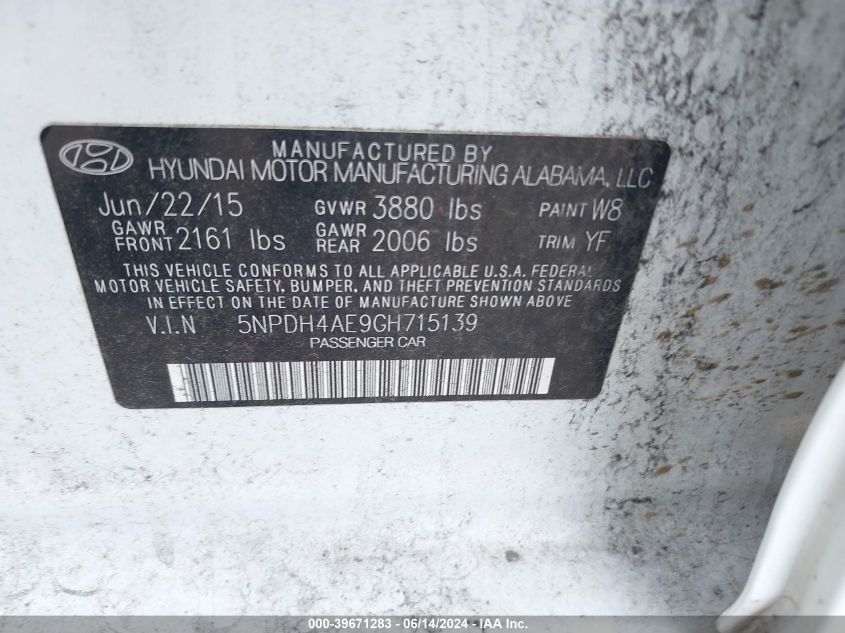 MANUFACTURED BY
HYUNDAI MOTOR MANUFACTURING ALABAMA, LLC
Jun/22/15 GVWR 3880 lbs PAINT W8
GAWR FRONT 2161 lbs GAWR REAR 2006 lbs TRIM YF
THIS VEHICLE CONFORMS TO ALL APPLICABLE U.S.A. FEDERAL
MOTOR VEHICLE SAFETY, BUMPER, AND THEFT PREVENTION STANDARDS
IN EFFECT ON THE DATE OF MANUFACTURE SHOWN ABOVE.
V.I.N 5NPDH4AE9GH715139
PASSENGER CAR
000-39671283 - 06/14/2024 - IAA Inc.